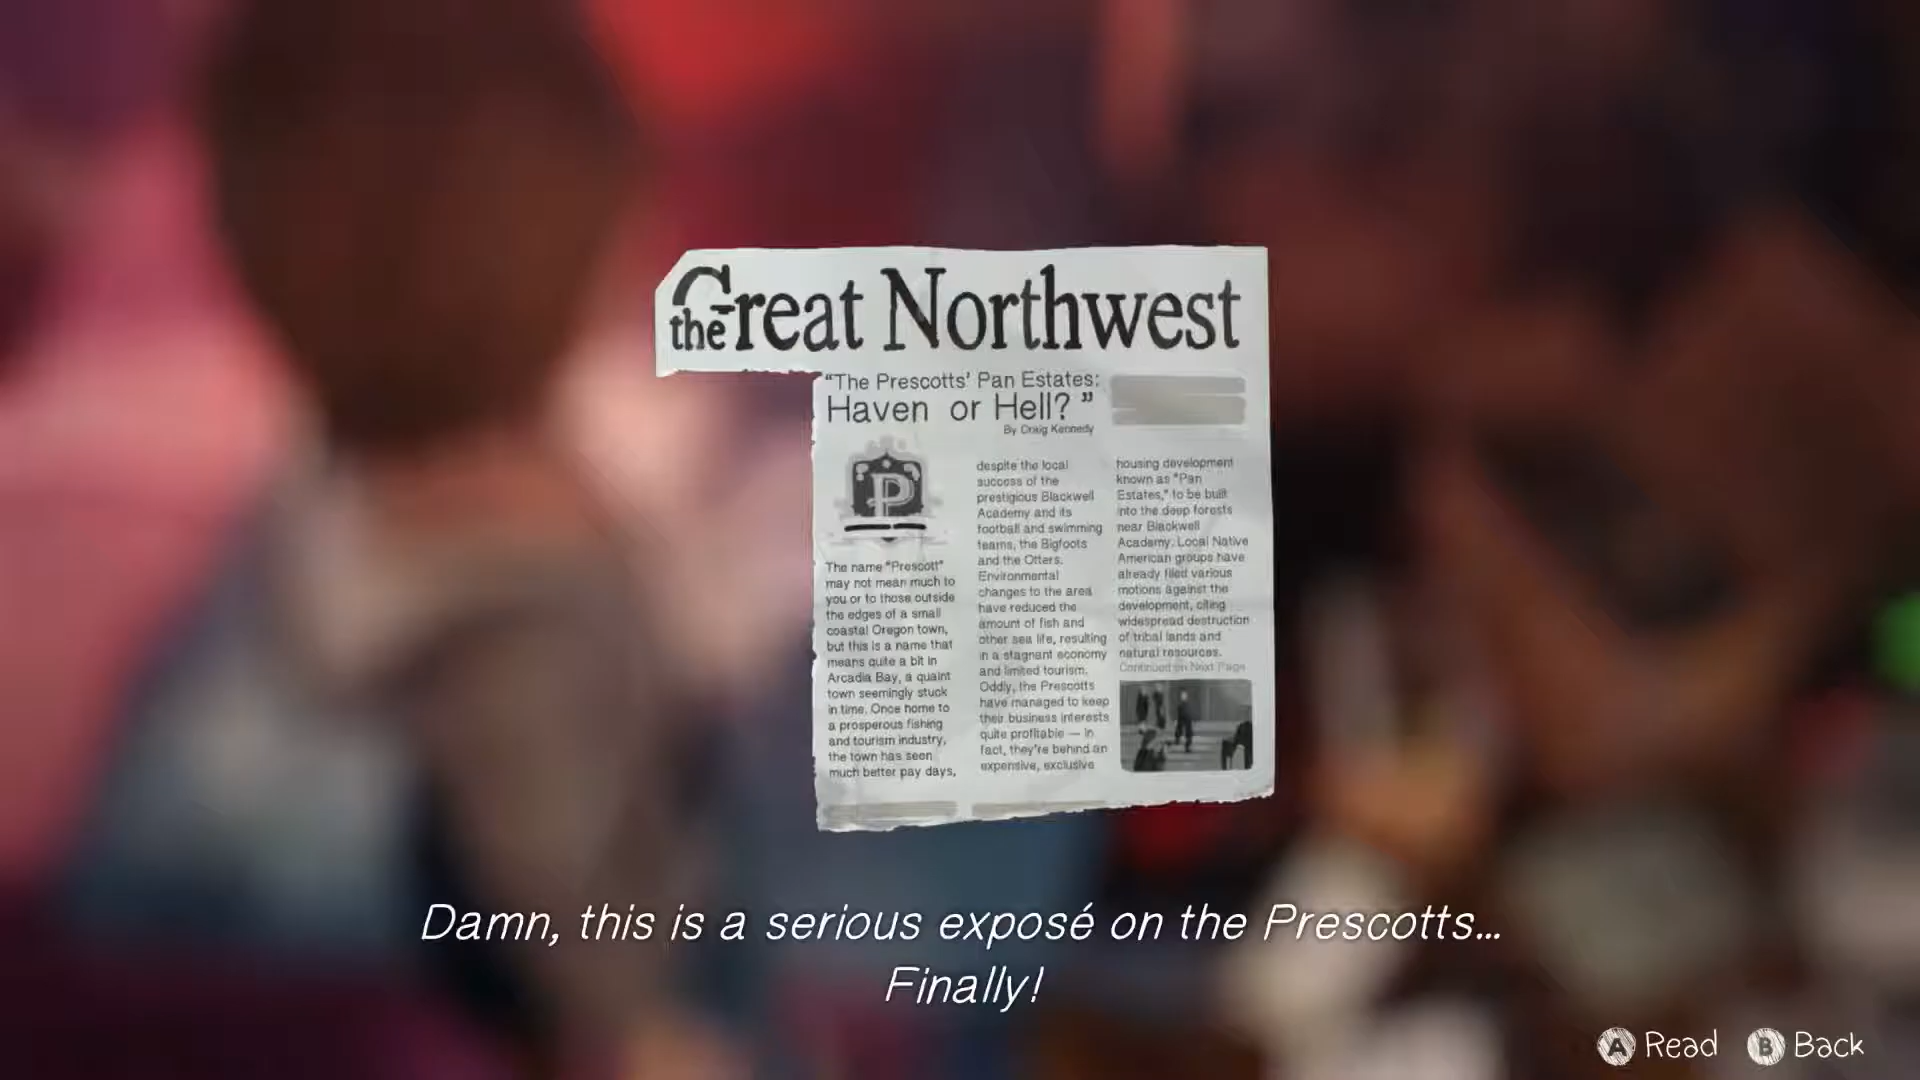 the Great Northwest
"The Prescotts' Pan Estates:
Haven or Hell?"
By Craig Kennedy
P
The name "Prescott"
may not mean much to
you or to those outside
the edges of a small
coastal Oregon town,
but this is a name that
means quite a bit in
Arcadia Bay, a quaint
town seemingly stuck
in time. Once home to
a prosperous fishing
and tourism industry,
the town has seen
much better pay days,
despite the local
success of the
prestigious Blackwell
Academy and its
football and swimming
teams, the Bigfoots
and the Otters.
Environmental
changes to the area
have reduced the
amount of fish and
other sea life, resulting
in a stagnant economy
and limited tourism.
Oddly, the Prescotts
have managed to keep
their business interests
quite profitable — in
fact, they're behind an
expensive, exclusive
housing development
known as "Pan
Estates," to be built
into the deep forests
near Blackwell
Academy. Local Native
American groups have
already filed various
motions against the
development, citing
widespread destruction
of tribal lands and
natural resources.
Continued on Next Page
Damn, this is a serious exposé on the Prescotts...
Finally!
A Read B Back